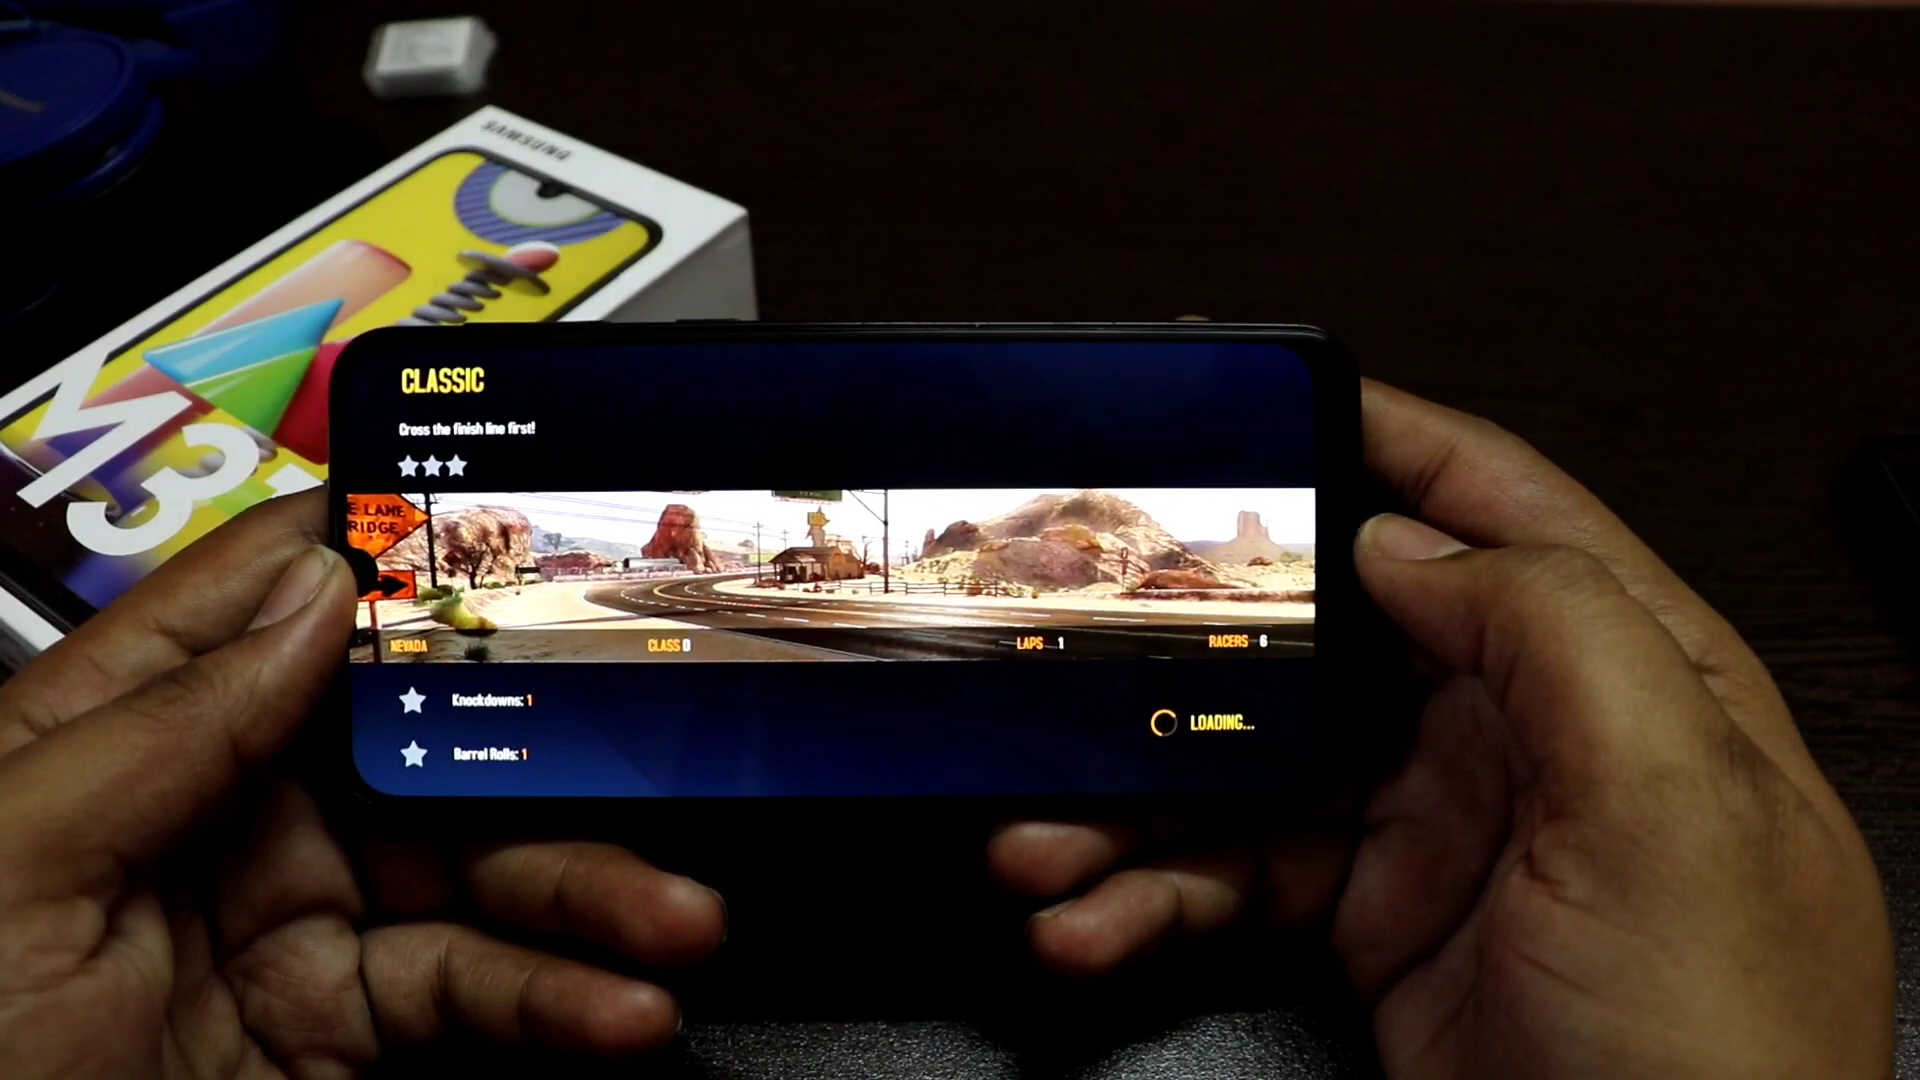 SAMSUNG
M31
CLASSIC
Cross the finish line first!
E LANE
RIDGE
NEVADA
CLASS D
LAPS 1
RACERS 6
Knockdowns: 1
Barrel Rolls: 1
LOADING...